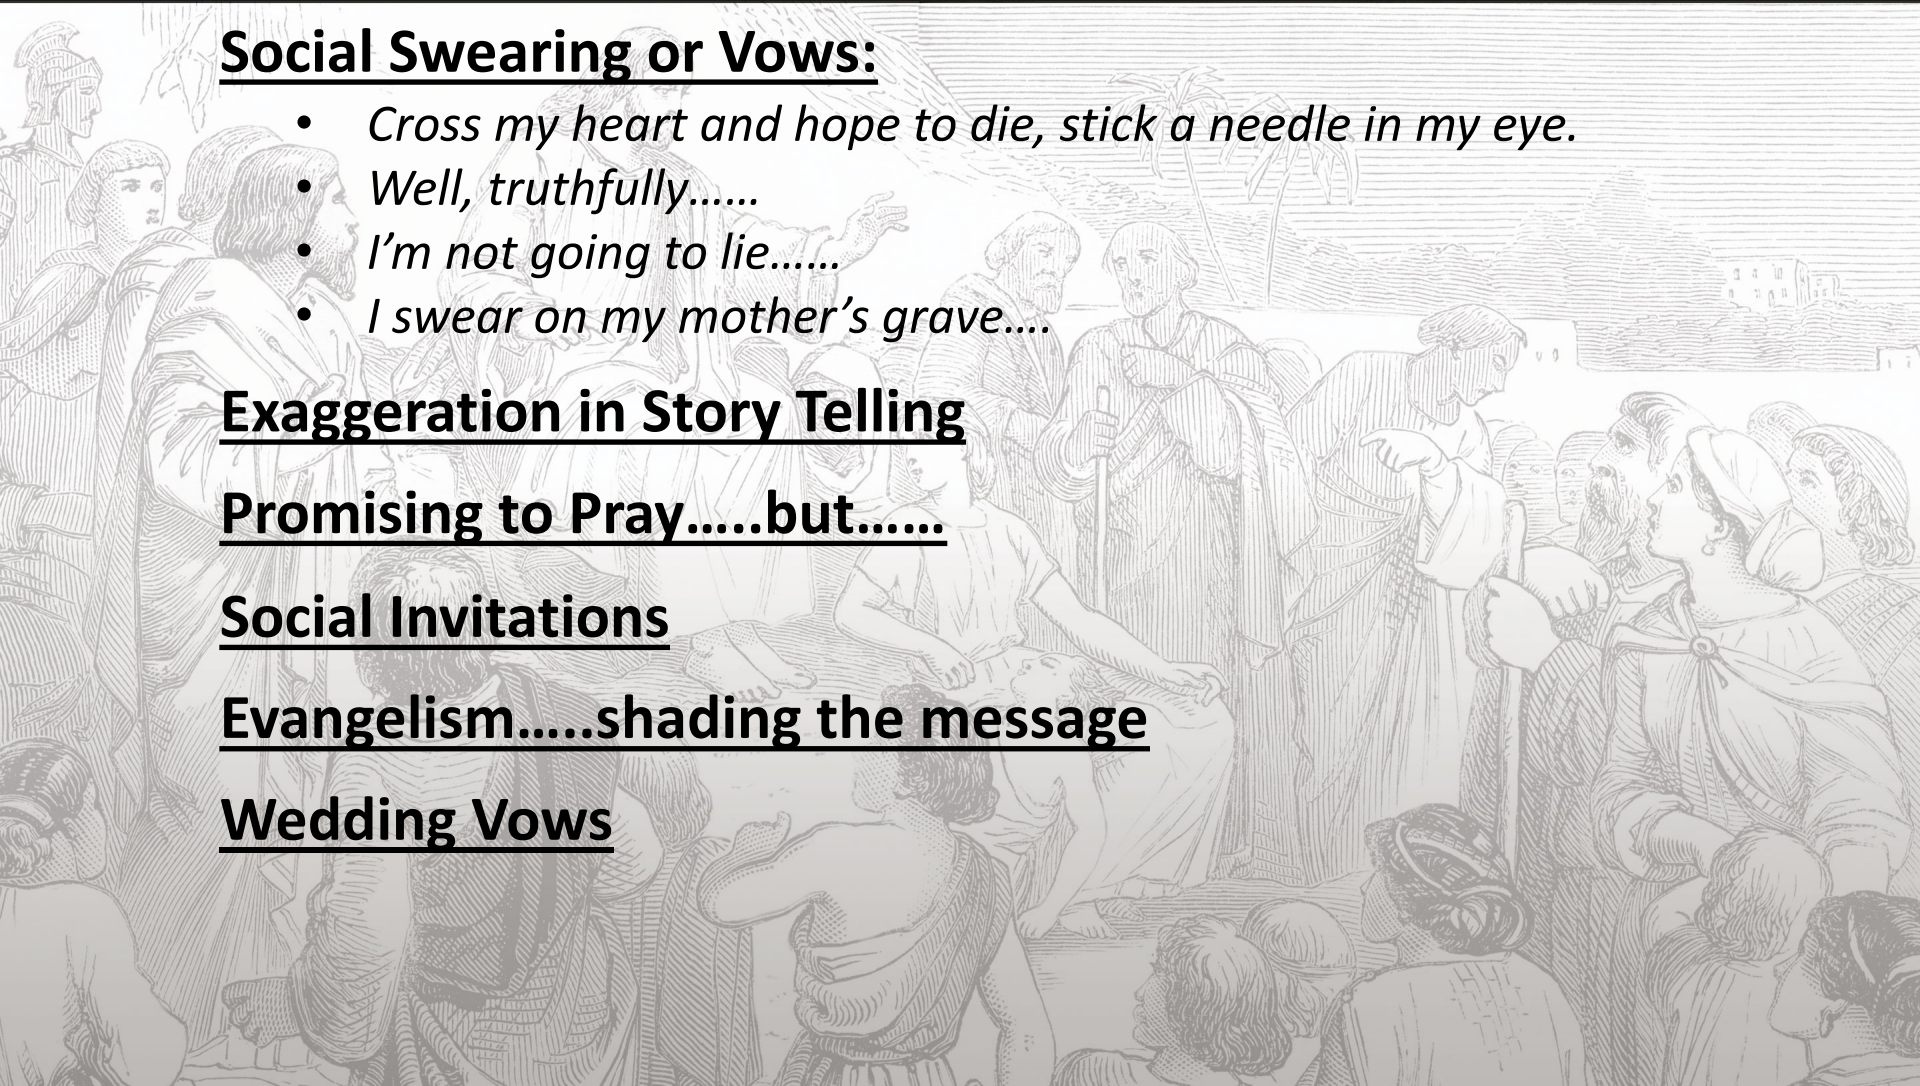 Social Swearing or Vows:
• Cross my heart and hope to die, stick a needle in my eye.
• Well, truthfully……
• I’m not going to lie……
• I swear on my mother’s grave….
Exaggeration in Story Telling
Promising to Pray…..but……
Social Invitations
Evangelism…..shading the message
Wedding Vows